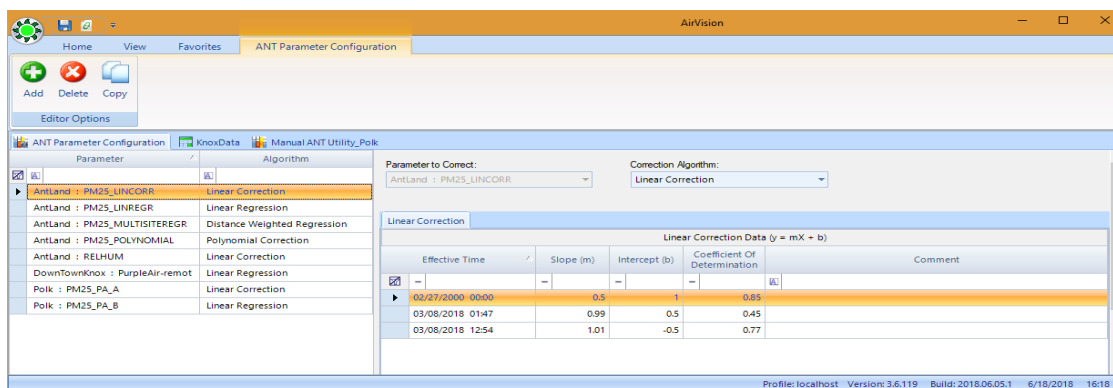 AirVision
Home View Favorites ANT Parameter Configuration
Add Delete Copy
Editor Options
ANT Parameter Configuration KnoxData Manual ANT Utility_Polk
Parameter Algorithm
AntLand : PM25_LINCORR Linear Correction
AntLand : PM25_LINREGR Linear Regression
AntLand : PM25_MULTISITEREGR Distance Weighted Regression
AntLand : PM25_POLYNOMIAL Polynomial Correction
AntLand : RELHUM Linear Correction
DownTownKnox : PurpleAir-remot Linear Regression
Polk : PM25_PA_A Linear Correction
Polk : PM25_PA_B Linear Regression
Parameter to Correct: Correction Algorithm:
AntLand : PM25_LINCORR Linear Correction
Linear Correction
Linear Correction Data (y = mX + b)
Effective Time Slope (m) Intercept (b) Coefficient Of Determination Comment
02/27/2000 00:00 0.5 1 0.85
03/08/2018 01:47 0.99 0.5 0.45
03/08/2018 12:54 1.01 -0.5 0.77
Profile: localhost Version: 3.6.119 Build: 2018.06.05.1 6/18/2018 16:18